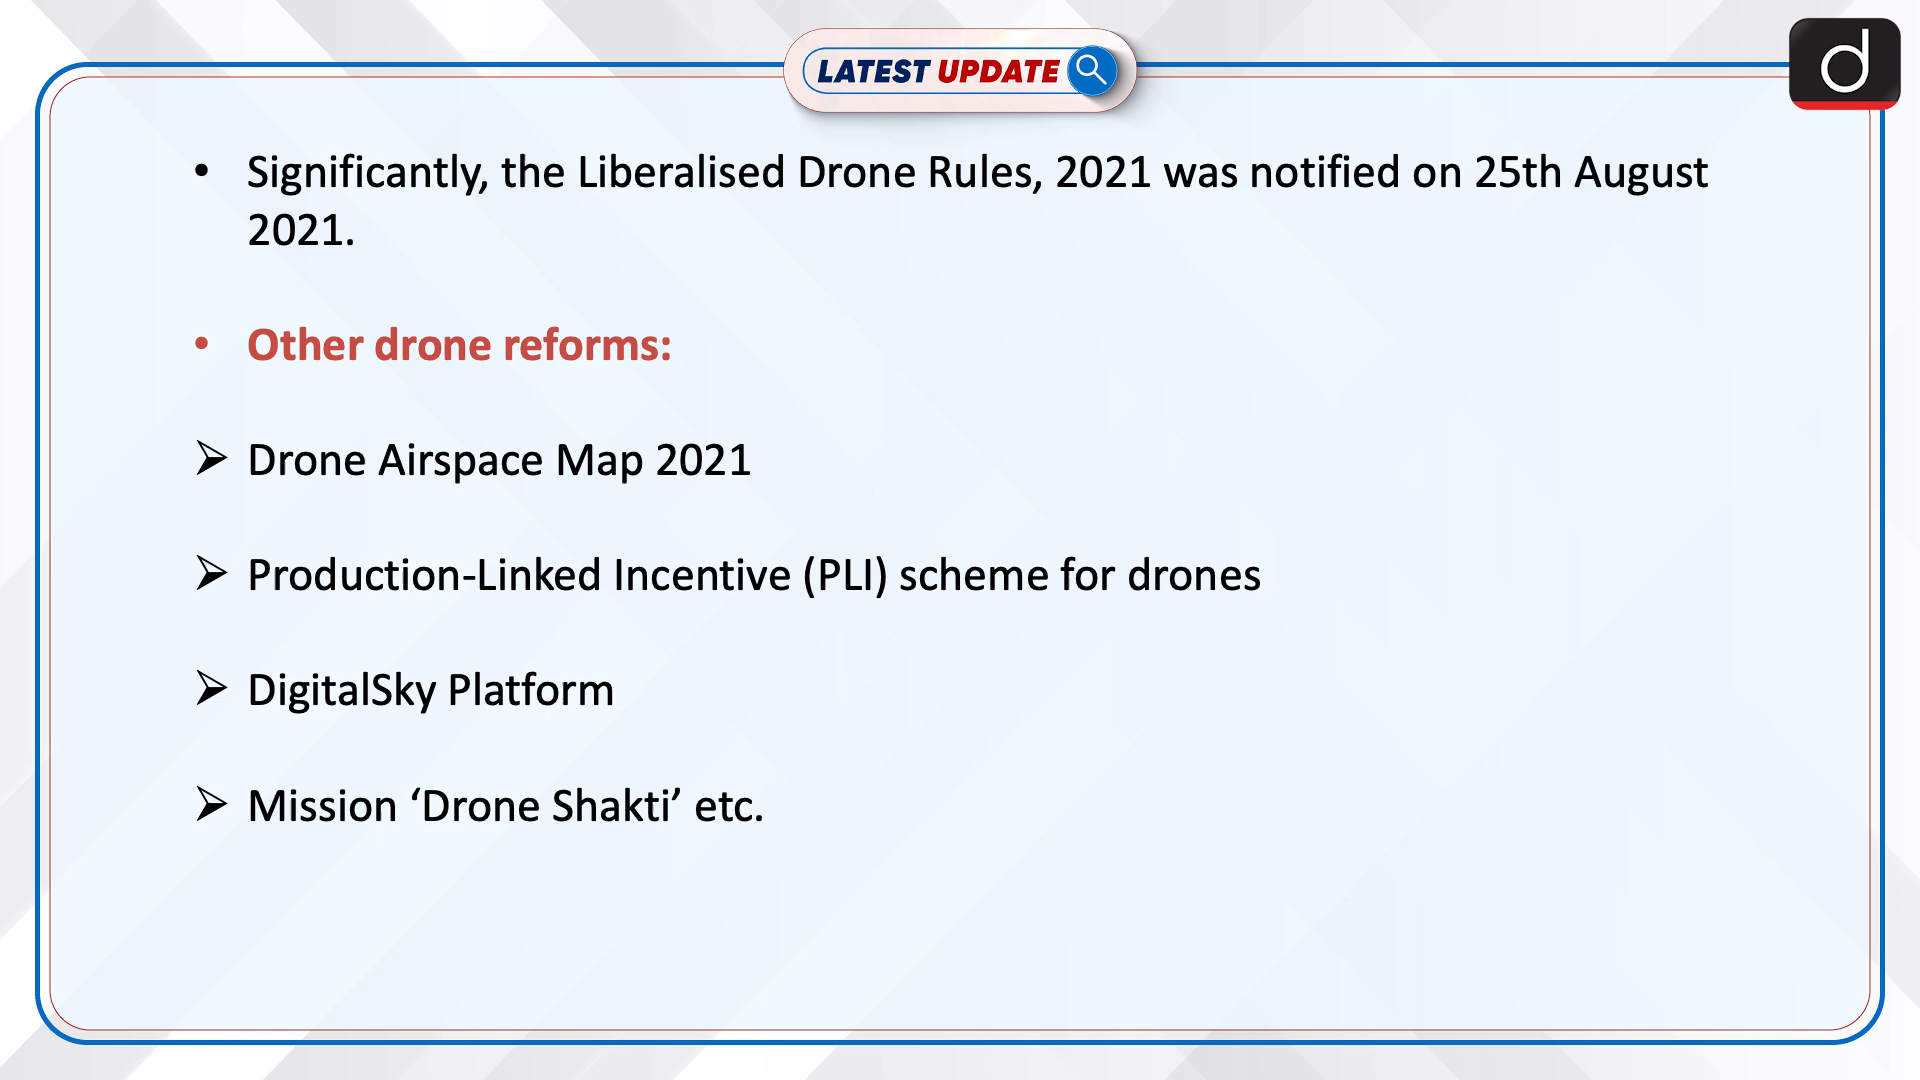 LATEST UPDATE
d
• Significantly, the Liberalised Drone Rules, 2021 was notified on 25th August
2021.
• Other drone reforms:
➢ Drone Airspace Map 2021
➢ Production-Linked Incentive (PLI) scheme for drones
➢ DigitalSky Platform
➢ Mission ‘Drone Shakti’ etc.